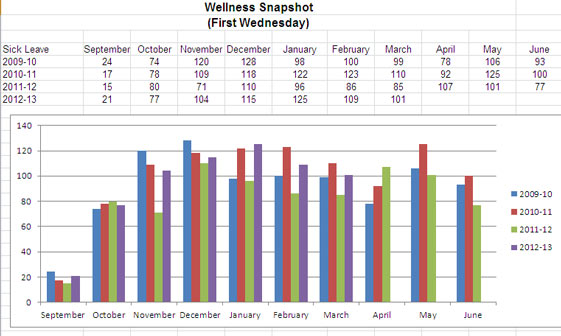 Wellness Snapshot
(First Wednesday)
Sick Leave September October November December January February March April May June
2009-10 24 74 120 128 98 100 99 78 106 93
2010-11 17 78 109 118 122 123 110 92 125 100
2011-12 15 80 71 110 96 86 85 107 101 77
2012-13 21 77 104 115 125 109 101
140
120
100
80
60
40
20
0
September October November December January February March April May June
2009-10
2010-11
2011-12
2012-13